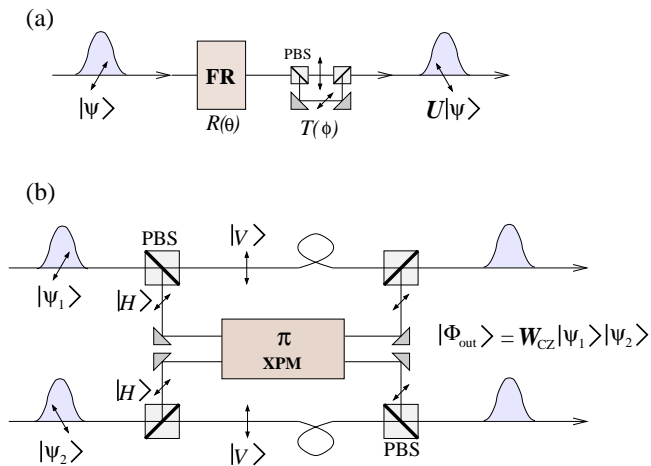 (a)
|ψ⟩
FR
R(θ)
PBS
T(ϕ)
U|ψ⟩
(b)
|ψ₁⟩
PBS
|V⟩
|H⟩
π
XPM
|Φout⟩ = WCZ|ψ₁⟩|ψ₂⟩
|H⟩
|ψ₂⟩
|V⟩
PBS